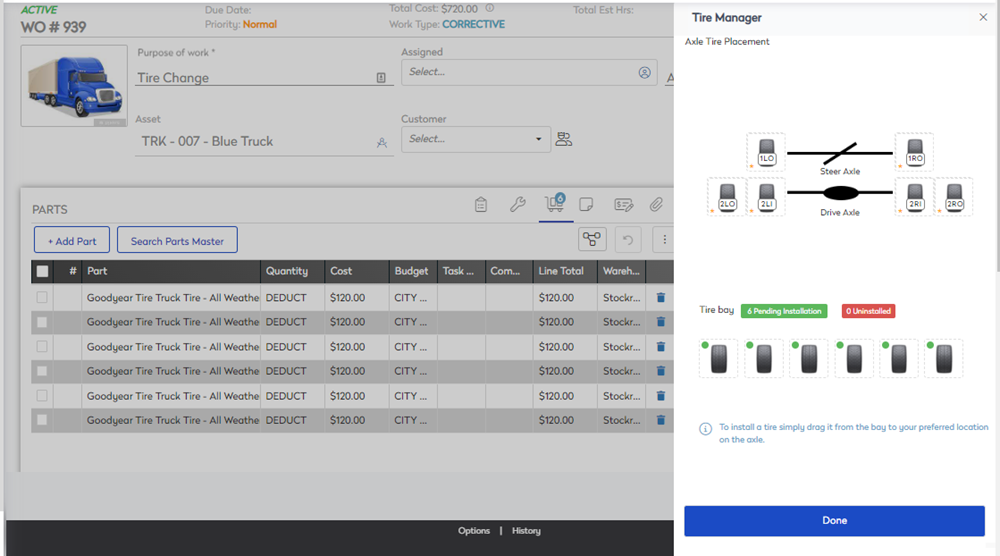 ACTIVE
WO # 939
Due Date:
Priority: Normal
Total Cost: $720.00
Work Type: CORRECTIVE
Total Est Hrs:
Purpose of work *
Tire Change
Assigned
Select...
Asset
TRK - 007 - Blue Truck
Customer
Select...
PARTS
6
+ Add Part
Search Parts Master
# Part Quantity Cost Budget Task ... Com... Line Total Wareh...
Goodyear Tire Truck Tire - All Weathe DEDUCT $120.00 CITY ... $120.00 Stockr...
Goodyear Tire Truck Tire - All Weathe DEDUCT $120.00 CITY ... $120.00 Stockr...
Goodyear Tire Truck Tire - All Weathe DEDUCT $120.00 CITY ... $120.00 Stockr...
Goodyear Tire Truck Tire - All Weathe DEDUCT $120.00 CITY ... $120.00 Stockr...
Goodyear Tire Truck Tire - All Weathe DEDUCT $120.00 CITY ... $120.00 Stockr...
Goodyear Tire Truck Tire - All Weathe DEDUCT $120.00 CITY ... $120.00 Stockr...
Options | History
Tire Manager
Axle Tire Placement
1LO 1RO
Steer Axle
2LO 2LI 2RI 2RO
Drive Axle
Tire bay 6 Pending Installation 0 Uninstalled
To install a tire simply drag it from the bay to your preferred location
on the axle.
Done